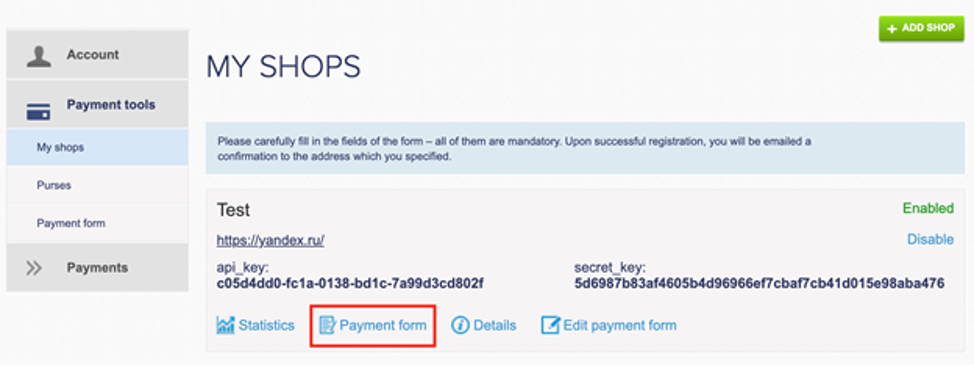 + ADD SHOP
Account
MY SHOPS
Payment tools
My shops
Please carefully fill in the fields of the form – all of them are mandatory. Upon successful registration, you will be emailed a
confirmation to the address which you specified.
Purses
Payment form
Payments
Test
Enabled
https://yandex.ru/
Disable
api_key:
c05d4dd0-fc1a-0138-bd1c-7a99d3cd802f
secret_key:
5d6987b83af4605b4d96966ef7cbaf7cb41d015e98aba476
Statistics
Payment form
Details
Edit payment form